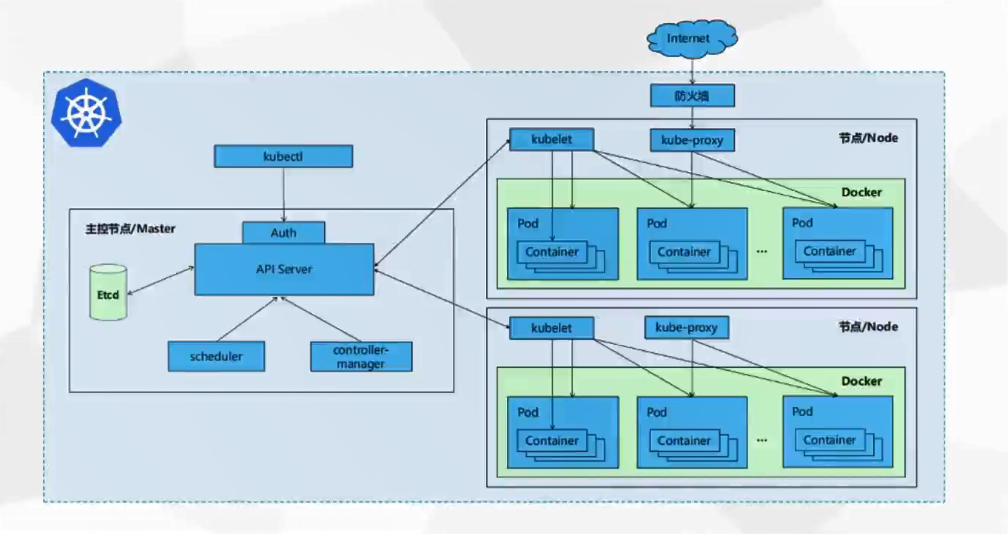 Internet
防火墙
kubectl
主控节点/Master
Auth
API Server
Etcd
scheduler
controller-
manager
kubelet
kube-proxy
节点/Node
Docker
Pod
Container
Pod
Container
...
Pod
Container
kubelet
kube-proxy
节点/Node
Docker
Pod
Container
Pod
Container
...
Pod
Container